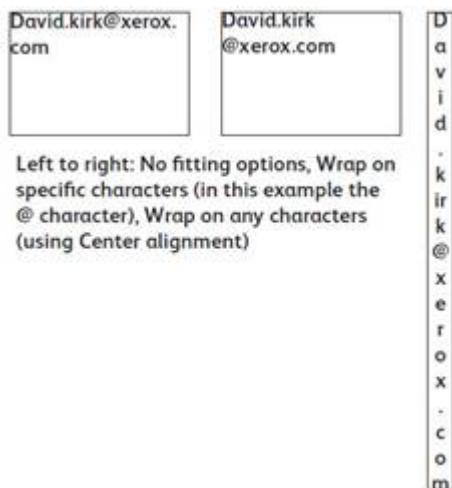 David.kirk@xerox.
com
David.kirk
@xerox.com
Left to right: No fitting options, Wrap on
specific characters (in this example the
@ character), Wrap on any characters
(using Center alignment)
D
a
v
i
d
.
k
ir
k
@
x
e
r
o
x
.
c
o
m